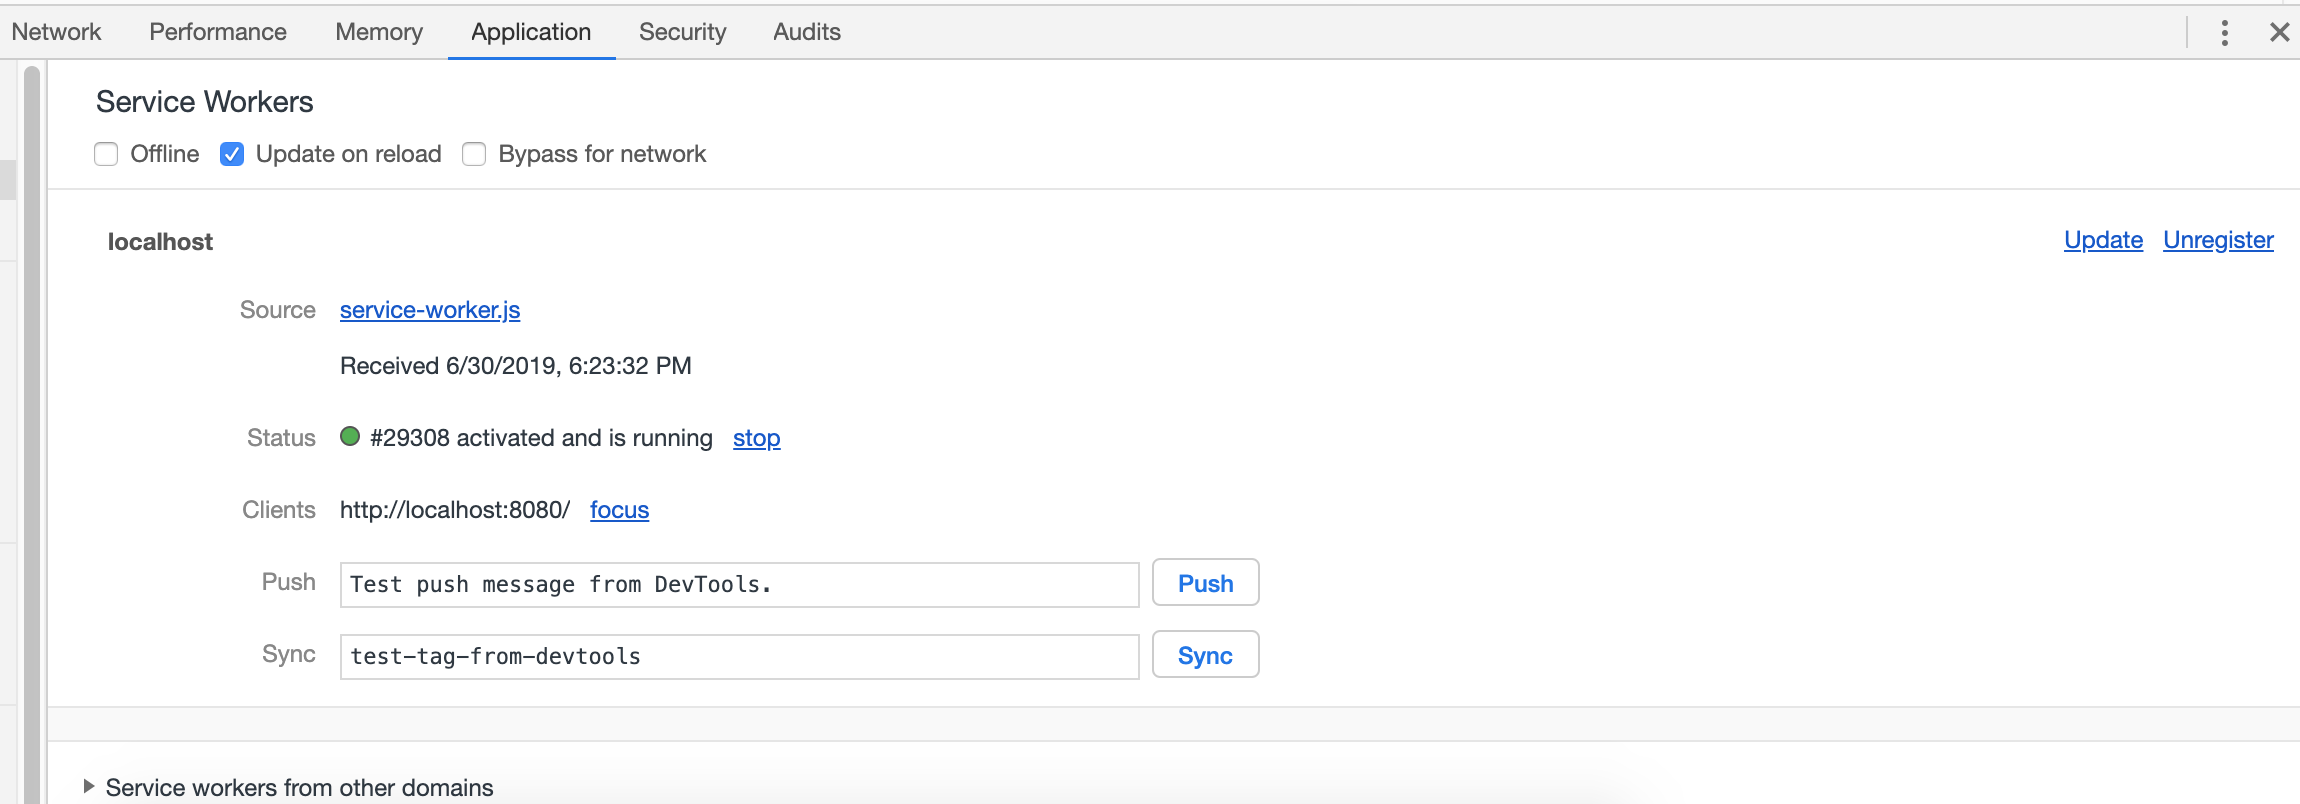 Network Performance Memory Application Security Audits
Service Workers
Offline Update on reload Bypass for network
localhost Update Unregister
Source service-worker.js
Received 6/30/2019, 6:23:32 PM
Status #29308 activated and is running stop
Clients http://localhost:8080/ focus
Push Test push message from DevTools. Push
Sync test-tag-from-devtools Sync
Service workers from other domains